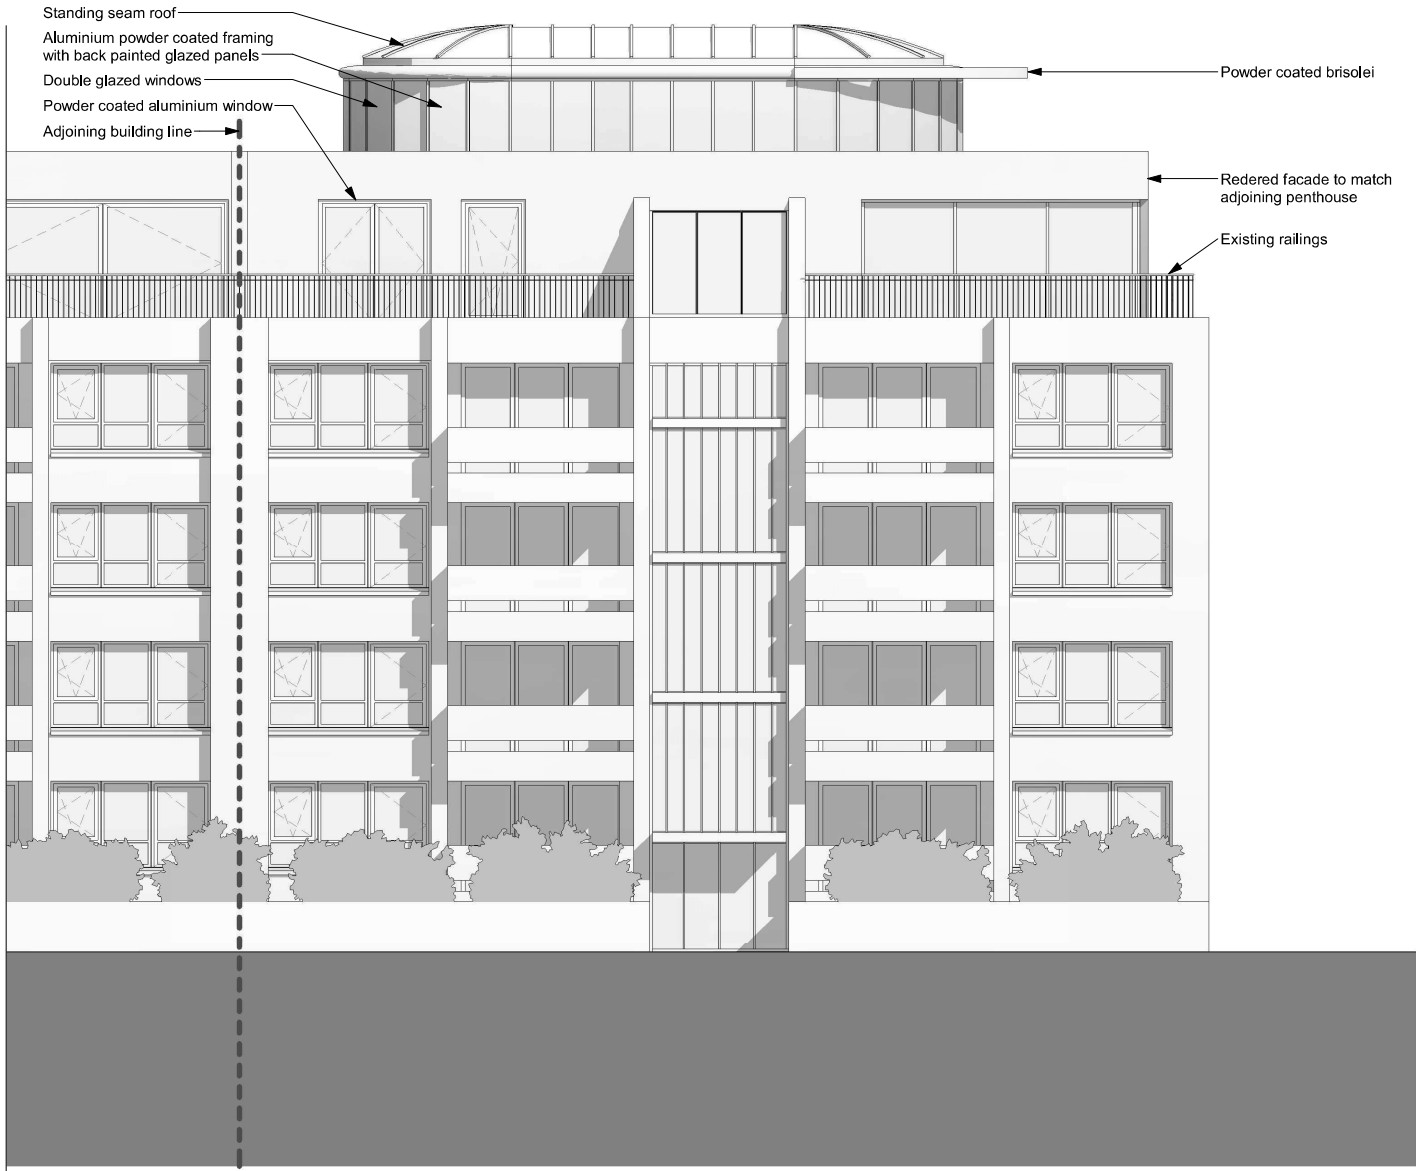 Standing seam roof
Aluminium powder coated framing
with back painted glazed panels
Double glazed windows
Powder coated aluminium window
Adjoining building line
Powder coated brisolei
Redered facade to match
adjoining penthouse
Existing railings